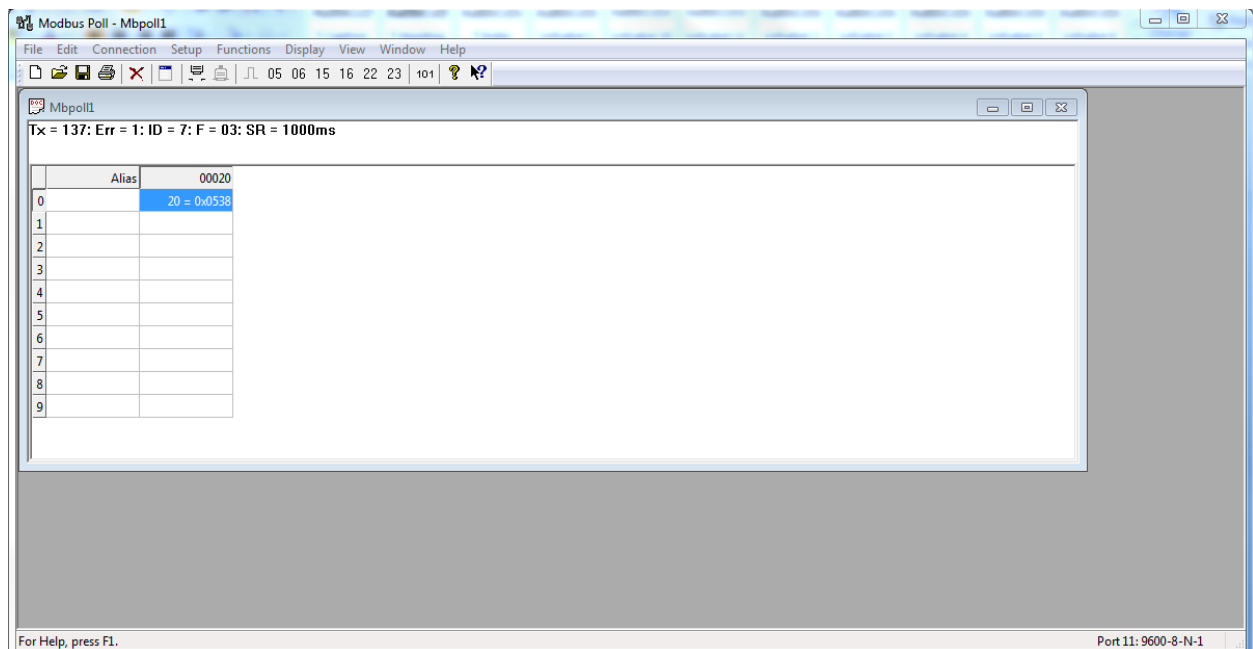 Modbus Poll - Mbpoll1
File Edit Connection Setup Functions Display View Window Help
05 06 15 16 22 23 101
Mbpoll1
Tx = 137: Err = 1: ID = 7: F = 03: SR = 1000ms
Alias 00020
0 20 = 0x0538
1
2
3
4
5
6
7
8
9
For Help, press F1. Port 11: 9600-8-N-1